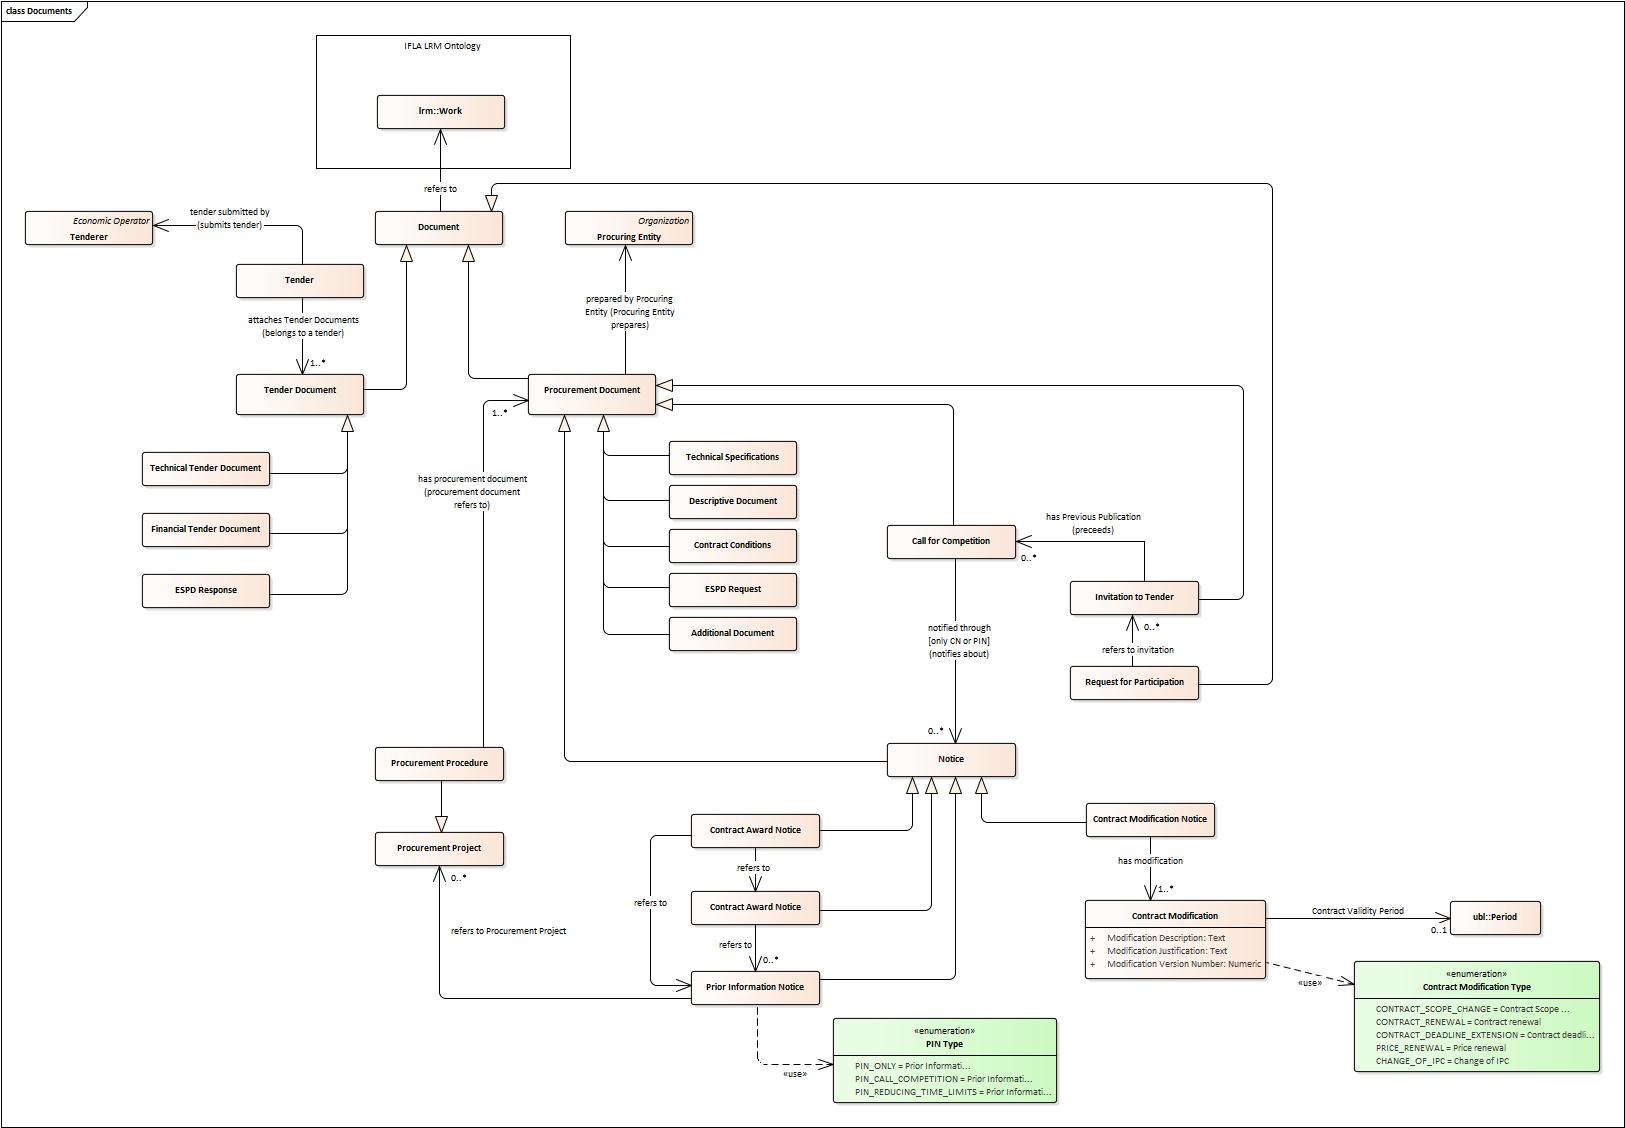 class Documents
IFLA LRM Ontology
lrm::Work
refers to
Economic Operator
Tenderer
tender submitted by
(submits tender)
Document
Organization
Procuring Entity
Tender
attaches Tender Documents
(belongs to a tender)
1..*
prepared by Procuring
Entity (Procuring Entity
prepares)
Tender Document
Procurement Document
1..*
Technical Tender Document
Financial Tender Document
ESPD Response
has procurement document
(procurement document
refers to)
Technical Specifications
Descriptive Document
Contract Conditions
ESPD Request
Additional Document
Call for Competition
has Previous Publication
(preceeds)
0..*
Invitation to Tender
0..*
refers to invitation
Request for Participation
notified through
[only CN or PIN]
(notifies about)
0..*
Notice
Procurement Procedure
Procurement Project
0..*
refers to Procurement Project
Contract Award Notice
refers to
refers to
Contract Award Notice
refers to
0..*
Prior Information Notice
Contract Modification Notice
has modification
1..*
Contract Modification
+ Modification Description: Text
+ Modification Justification: Text
+ Modification Version Number: Numeric
Contract Validity Period
0..1
ubl::Period
«use»
«enumeration»
Contract Modification Type
CONTRACT_SCOPE_CHANGE = Contract Scope ...
CONTRACT_RENEWAL = Contract renewal
CONTRACT_DEADLINE_EXTENSION = Contract deadli...
PRICE_RENEWAL = Price renewal
CHANGE_OF_IPC = Change of IPC
«use»
«enumeration»
PIN Type
PIN_ONLY = Prior Informati...
PIN_CALL_COMPETITION = Prior Informati...
PIN_REDUCING_TIME_LIMITS = Prior Informati...